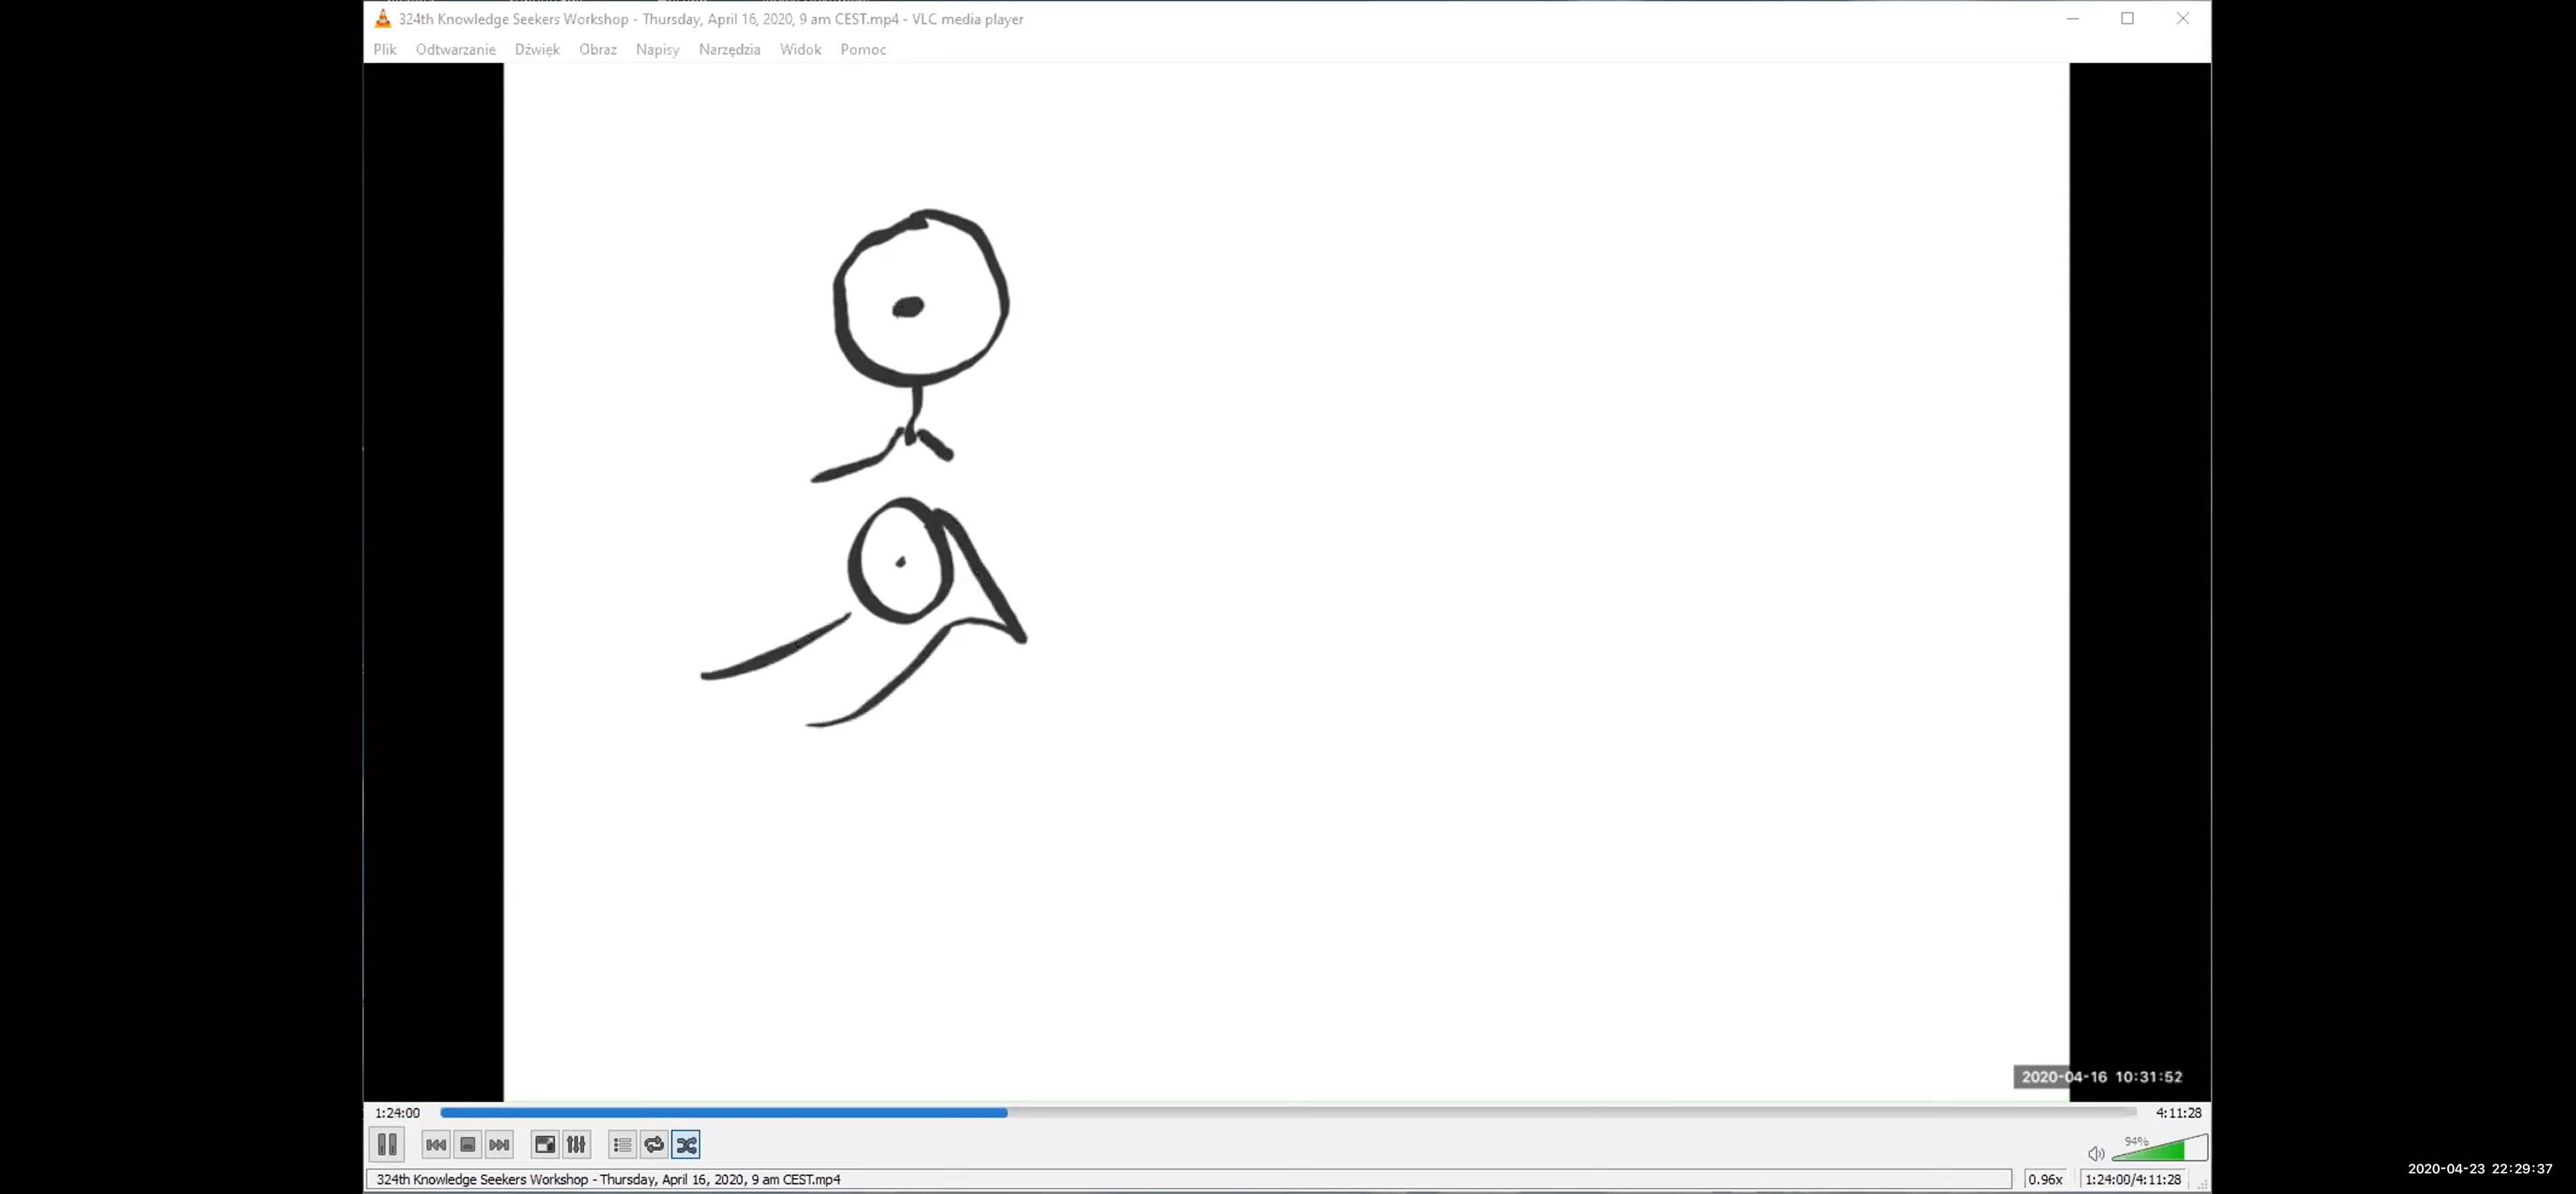 324th Knowledge Seekers Workshop - Thursday, April 16, 2020, 9 am CEST.mp4 - VLC media player
Plik Odtwarzanie Dźwięk Obraz Napisy Narzędzia Widok Pomoc
2020-04-16 10:31:52
1:24:00 4:11:28
94%
2020-04-23 22:29:37
324th Knowledge Seekers Workshop - Thursday, April 16, 2020, 9 am CEST.mp4 0.96x 1:24:00/4:11:28